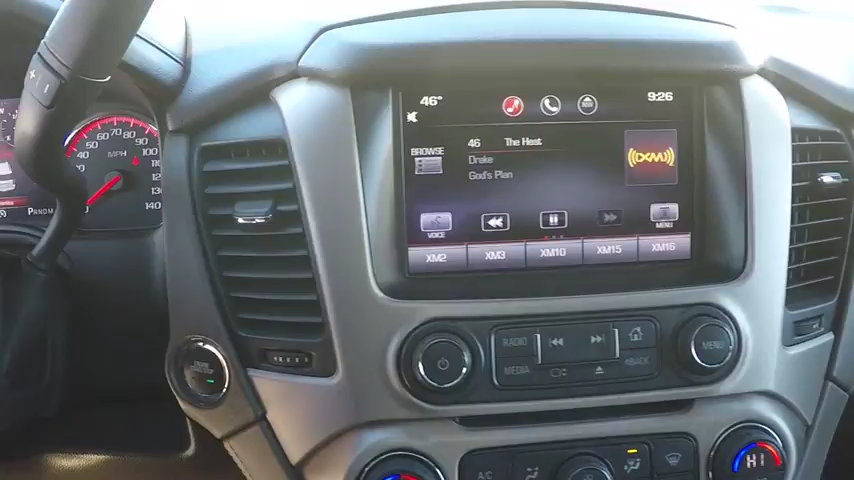 46°
9:26
BROWSE
46 The Heat
Drake
God's Plan
XM
VOICE
MENU
XM2 XM3 XM10 XM15 XM16
RADIO
MEDIA
BACK
MENU
A/C
HI
MPH
40 50 60 70 80 90 100 110 120 130 140
PRNDM